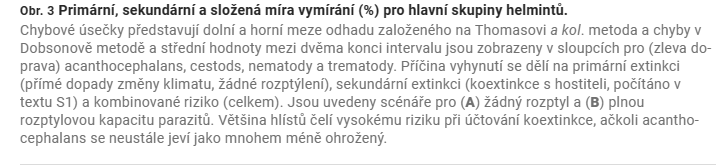 Obr. 3 Primární, sekundární a složená míra vymírání (%) pro hlavní skupiny helmintů.
Chybové úsečky představují dolní a horní meze odhadu založeného na Thomasovi a kol. metoda a chyby v
Dobsonově metodě a střední hodnoty mezi dvěma konci intervalu jsou zobrazeny v sloupcích pro (zleva do-
prava) acanthocephalans, cestods, nematody a trematody. Příčina vyhynutí se dělí na primární extinkci
(přímé dopady změny klimatu, žádné rozptýlení), sekundární extinkci (koextinkce s hostiteli, počítáno v
textu S1) a kombinované riziko (celkem). Jsou uvedeny scénáře pro (A) žádný rozptyl a (B) plnou
rozptylovou kapacitu parazitů. Většina hlístů čelí vysokému riziku při účtování koextinkce, ačkoli acantho-
cephalans se neustále jeví jako mnohem méně ohrožený.